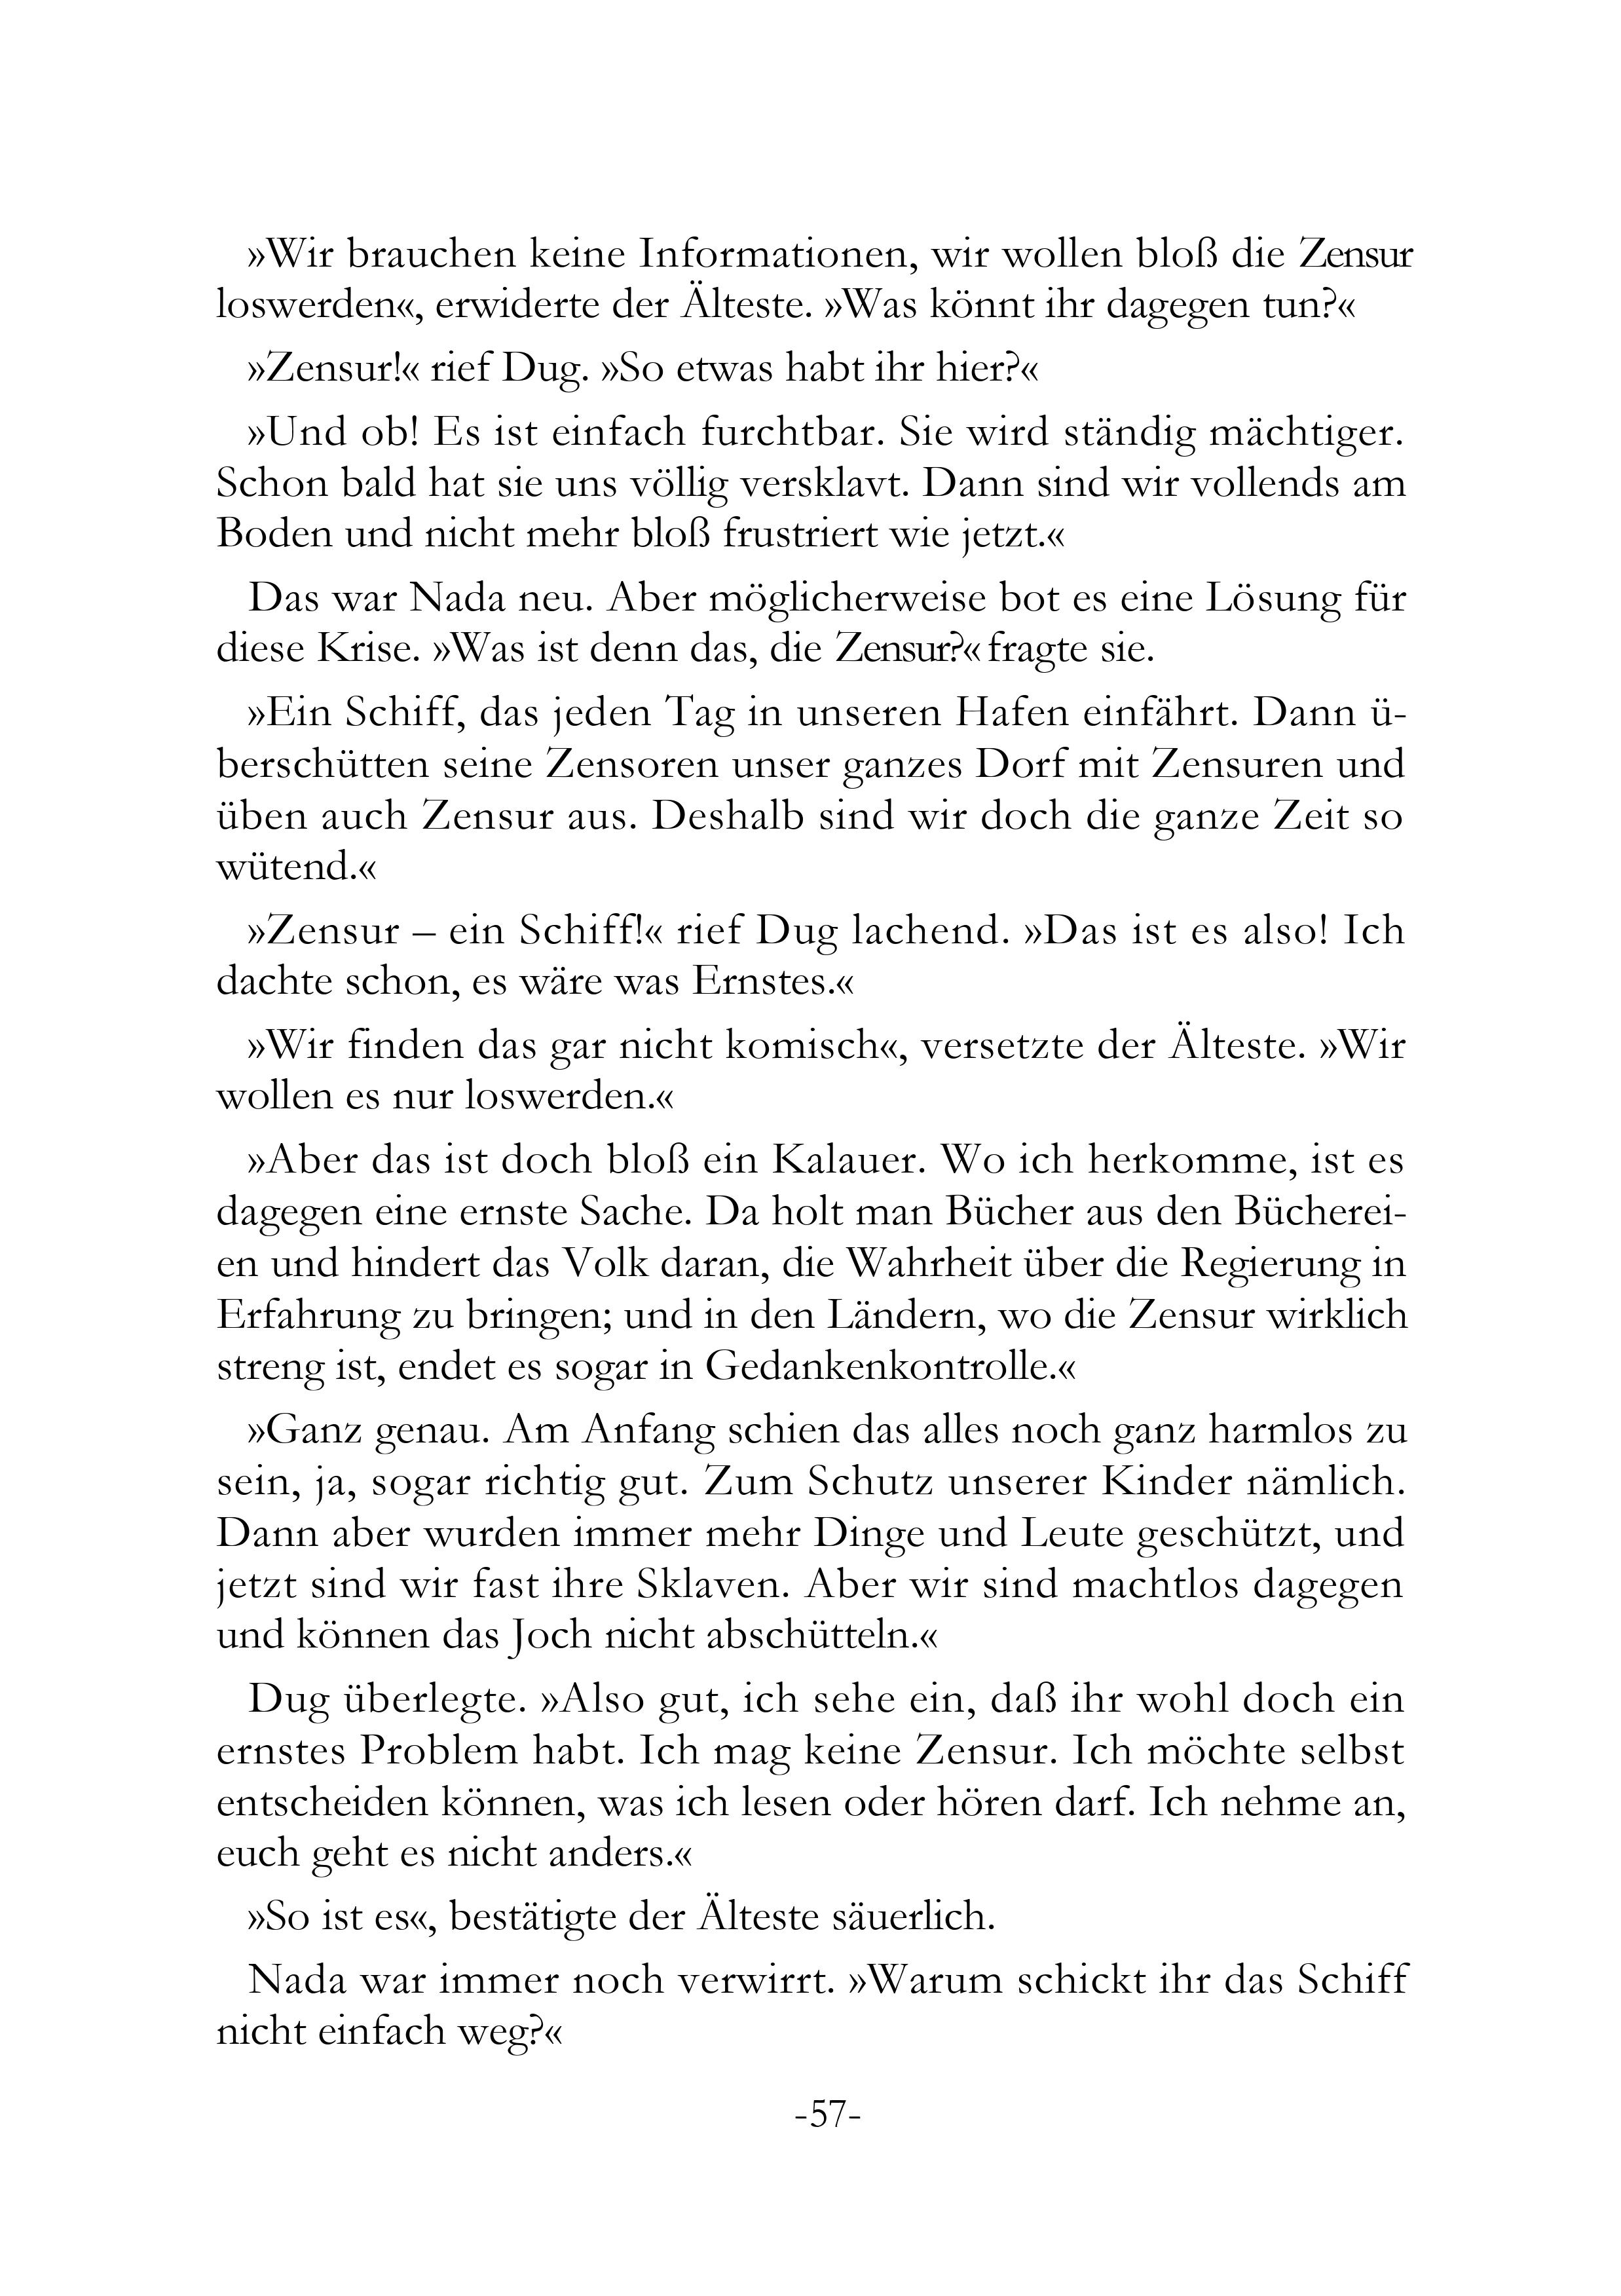 »Wir brauchen keine Informationen, wir wollen bloß die Zensur
loswerden«, erwiderte der Älteste. »Was könnt ihr dagegen tun?«
»Zensur!« rief Dug. »So etwas habt ihr hier?«
»Und ob! Es ist einfach furchtbar. Sie wird ständig mächtiger.
Schon bald hat sie uns völlig versklavt. Dann sind wir vollends am
Boden und nicht mehr bloß frustriert wie jetzt.«
Das war Nada neu. Aber möglicherweise bot es eine Lösung für
diese Krise. »Was ist denn das, die Zensur?« fragte sie.
»Ein Schiff, das jeden Tag in unseren Hafen einfährt. Dann ü-
berschütten seine Zensoren unser ganzes Dorf mit Zensuren und
üben auch Zensur aus. Deshalb sind wir doch die ganze Zeit so
wütend.«
»Zensur – ein Schiff!« rief Dug lachend. »Das ist es also! Ich
dachte schon, es wäre was Ernstes.«
»Wir finden das gar nicht komisch«, versetzte der Älteste. »Wir
wollen es nur loswerden.«
»Aber das ist doch bloß ein Kalauer. Wo ich herkomme, ist es
dagegen eine ernste Sache. Da holt man Bücher aus den Bücherei-
en und hindert das Volk daran, die Wahrheit über die Regierung in
Erfahrung zu bringen; und in den Ländern, wo die Zensur wirklich
streng ist, endet es sogar in Gedankenkontrolle.«
»Ganz genau. Am Anfang schien das alles noch ganz harmlos zu
sein, ja, sogar richtig gut. Zum Schutz unserer Kinder nämlich.
Dann aber wurden immer mehr Dinge und Leute geschützt, und
jetzt sind wir fast ihre Sklaven. Aber wir sind machtlos dagegen
und können das Joch nicht abschütteln.«
Dug überlegte. »Also gut, ich sehe ein, daß ihr wohl doch ein
ernstes Problem habt. Ich mag keine Zensur. Ich möchte selbst
entscheiden können, was ich lesen oder hören darf. Ich nehme an,
euch geht es nicht anders.«
»So ist es«, bestätigte der Älteste säuerlich.
Nada war immer noch verwirrt. »Warum schickt ihr das Schiff
nicht einfach weg?«
-57-